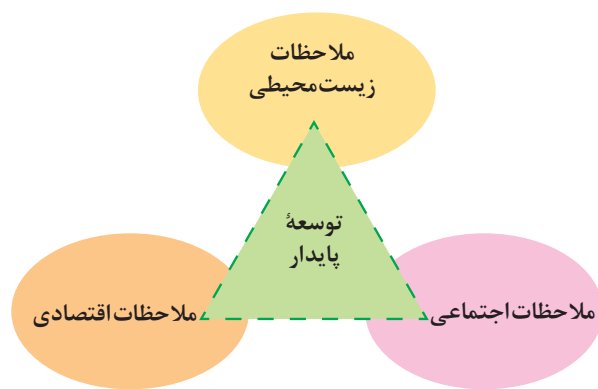 ملاحظات
زیست‌محیطی
توسعهٔ
پایدار
ملاحظات اجتماعی
ملاحظات اقتصادی